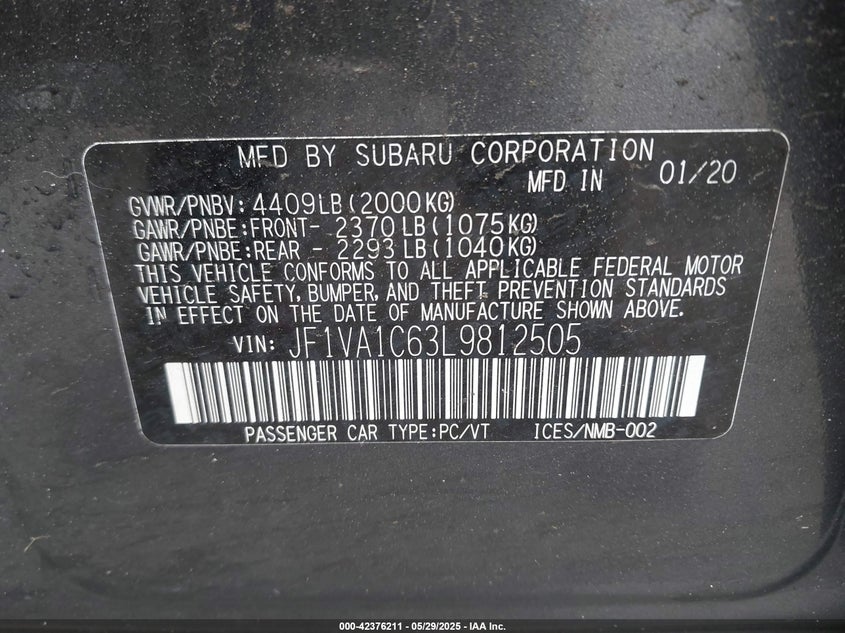 MFD BY SUBARU CORPORATION
MFD IN 01/20
GVWR/PNBV: 4409LB(2000KG)
GAWR/PNBE:FRONT- 2370LB(1075KG)
GAWR/PNBE:REAR - 2293LB(1040KG)
THIS VEHICLE CONFORMS TO ALL APPLICABLE FEDERAL MOTOR
VEHICLE SAFETY, BUMPER, AND THEFT PREVENTION STANDARDS
IN EFFECT ON THE DATE OF MANUFACTURE SHOWN ABOVE.
VIN: JF1VA1C63L9812505
PASSENGER CAR TYPE:PC/VT ICES/NMB-002
000-42376211 - 05/29/2025 - IAA Inc.